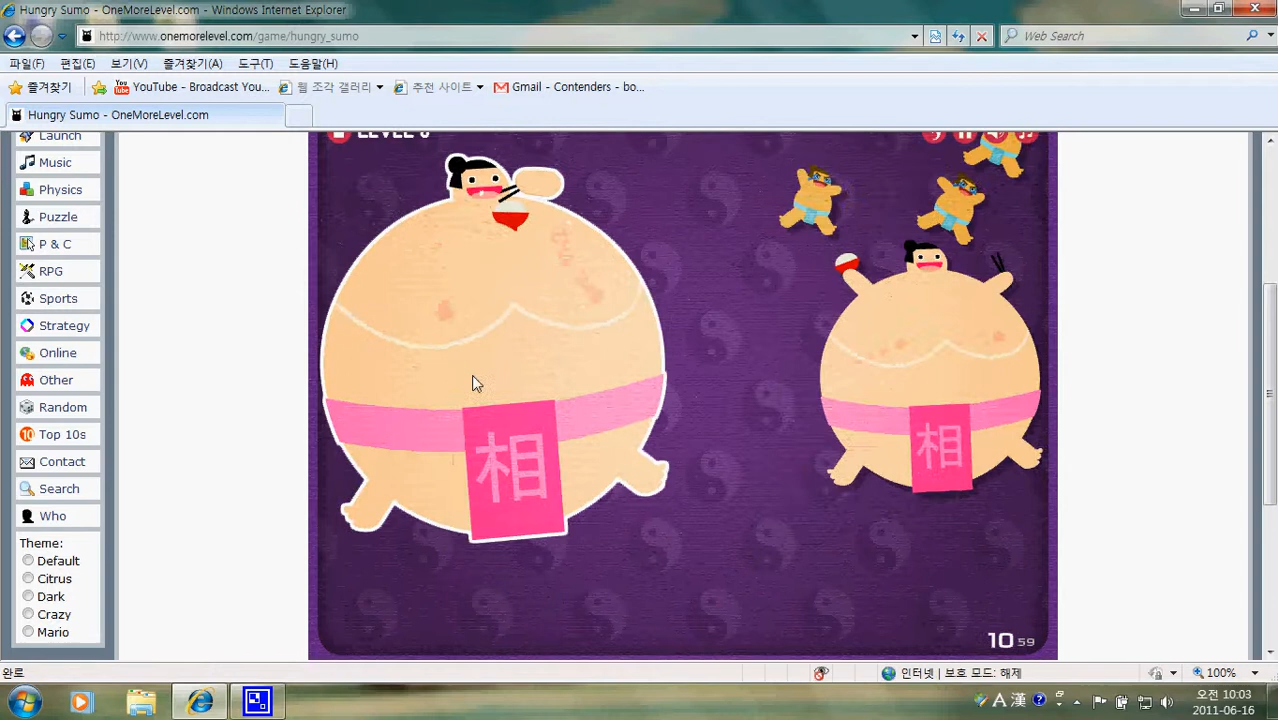 Hungry Sumo - OneMoreLevel.com - Windows Internet Explorer
http://www.onemorelevel.com/game/hungry_sumo
Web Search
파일(F) 편집(E) 보기(V) 즐겨찾기(A) 도구(T) 도움말(H)
즐겨찾기 YouTube - Broadcast You... 웹 조각 갤러리 추천 사이트 Gmail - Contenders - bo...
Hungry Sumo - OneMoreLevel.com
Launch
Music
Physics
Puzzle
P & C
RPG
Sports
Strategy
Online
Other
Random
Top 10s
Contact
Search
Who
Theme:
Default
Citrus
Dark
Crazy
Mario
相
相
10 59
완료
인터넷 | 보호 모드: 해제
100%
A 漢
오전 10:03
2011-06-16